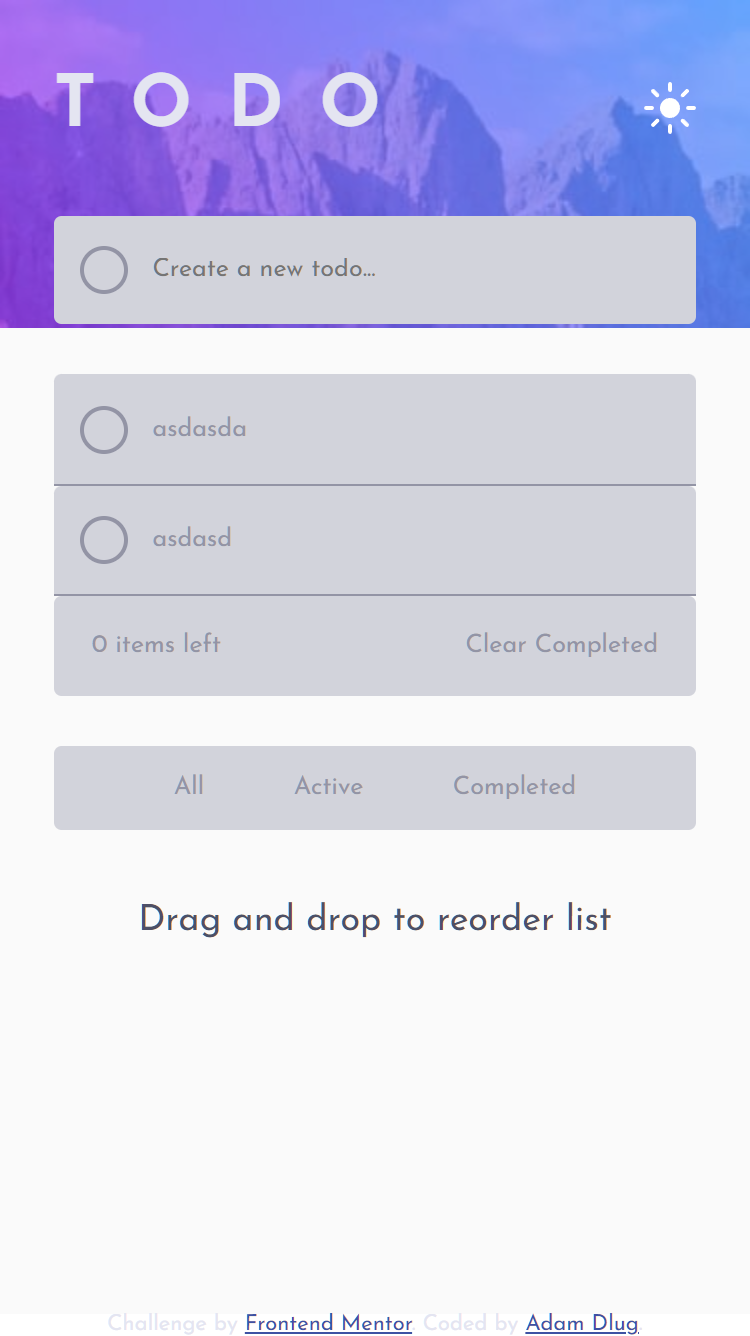 TODO
Create a new todo...
asdasda
asdasd
0 items left Clear Completed
All Active Completed
Drag and drop to reorder list
Challenge by Frontend Mentor. Coded by Adam Dlug.